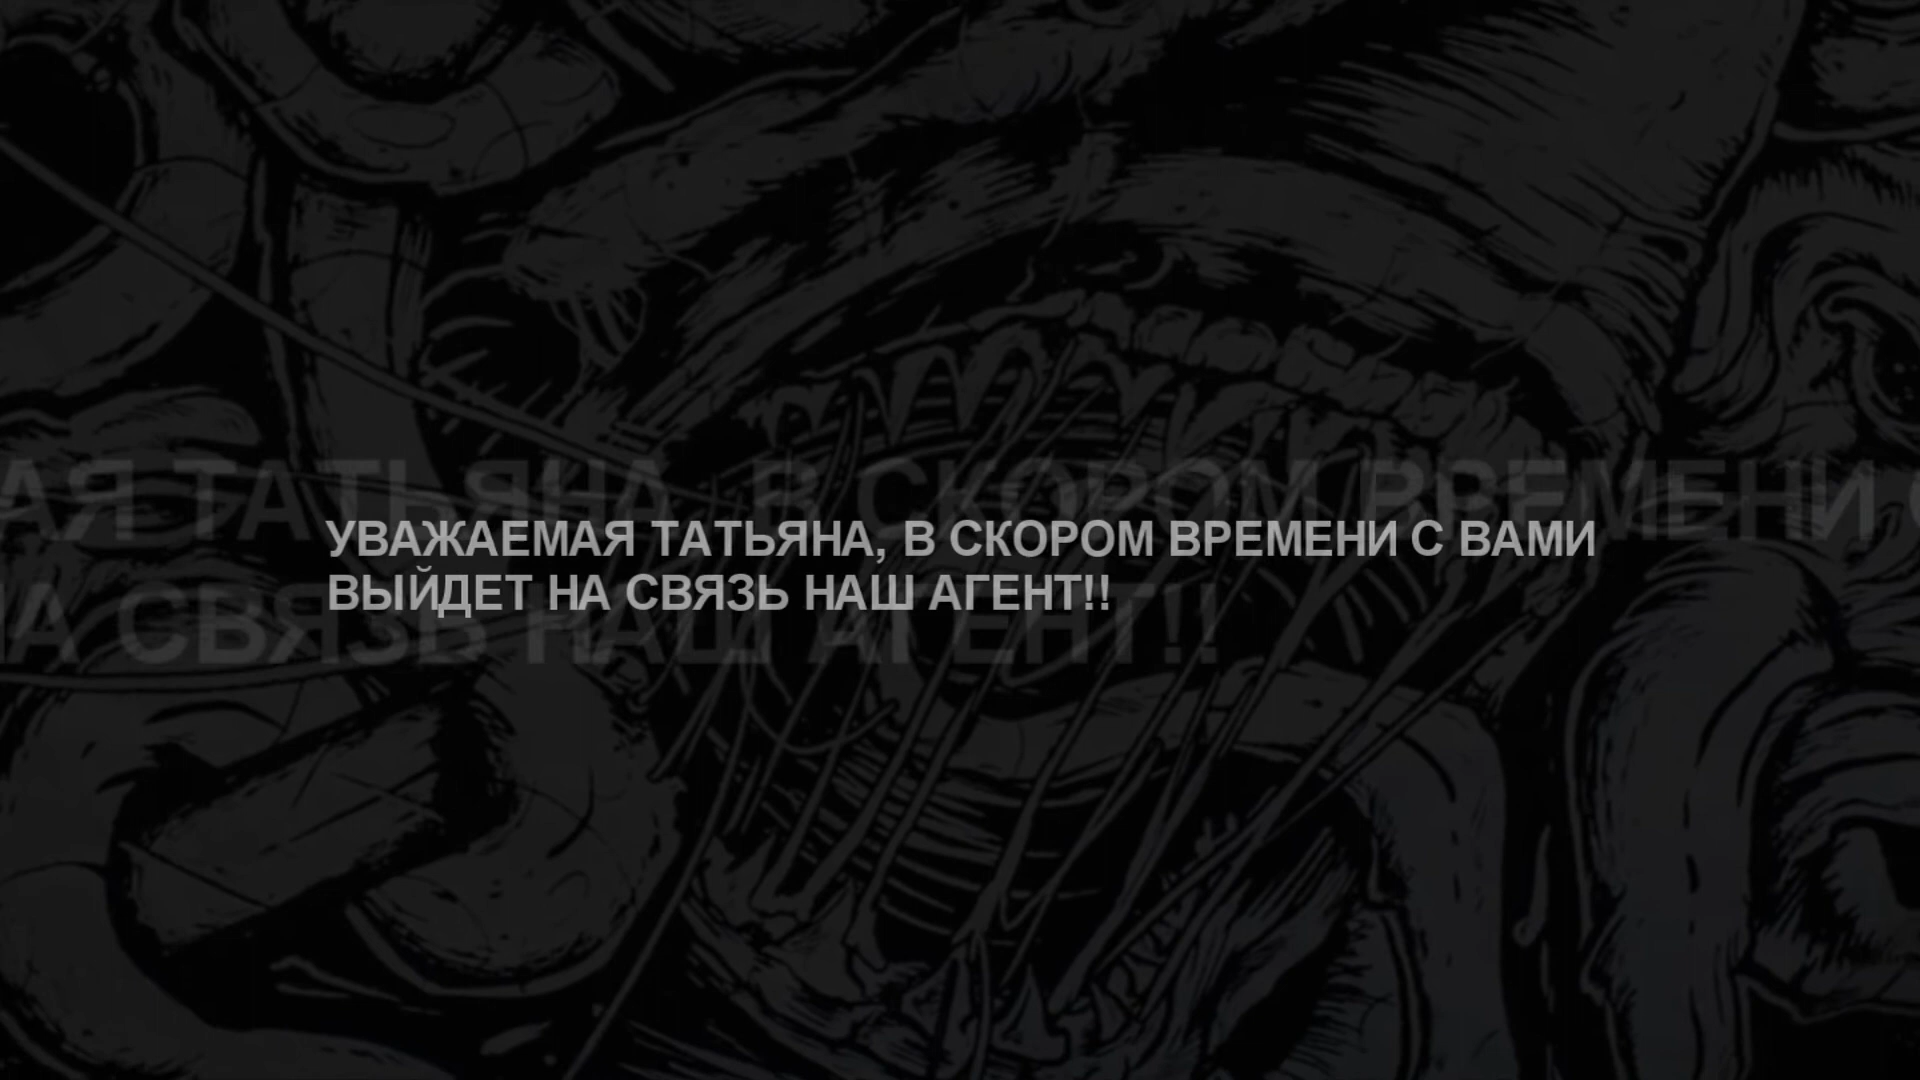 УВАЖАЕМАЯ ТАТЬЯНА, В СКОРОМ ВРЕМЕНИ С ВАМИ
ВЫЙДЕТ НА СВЯЗЬ НАШ АГЕНТ!!